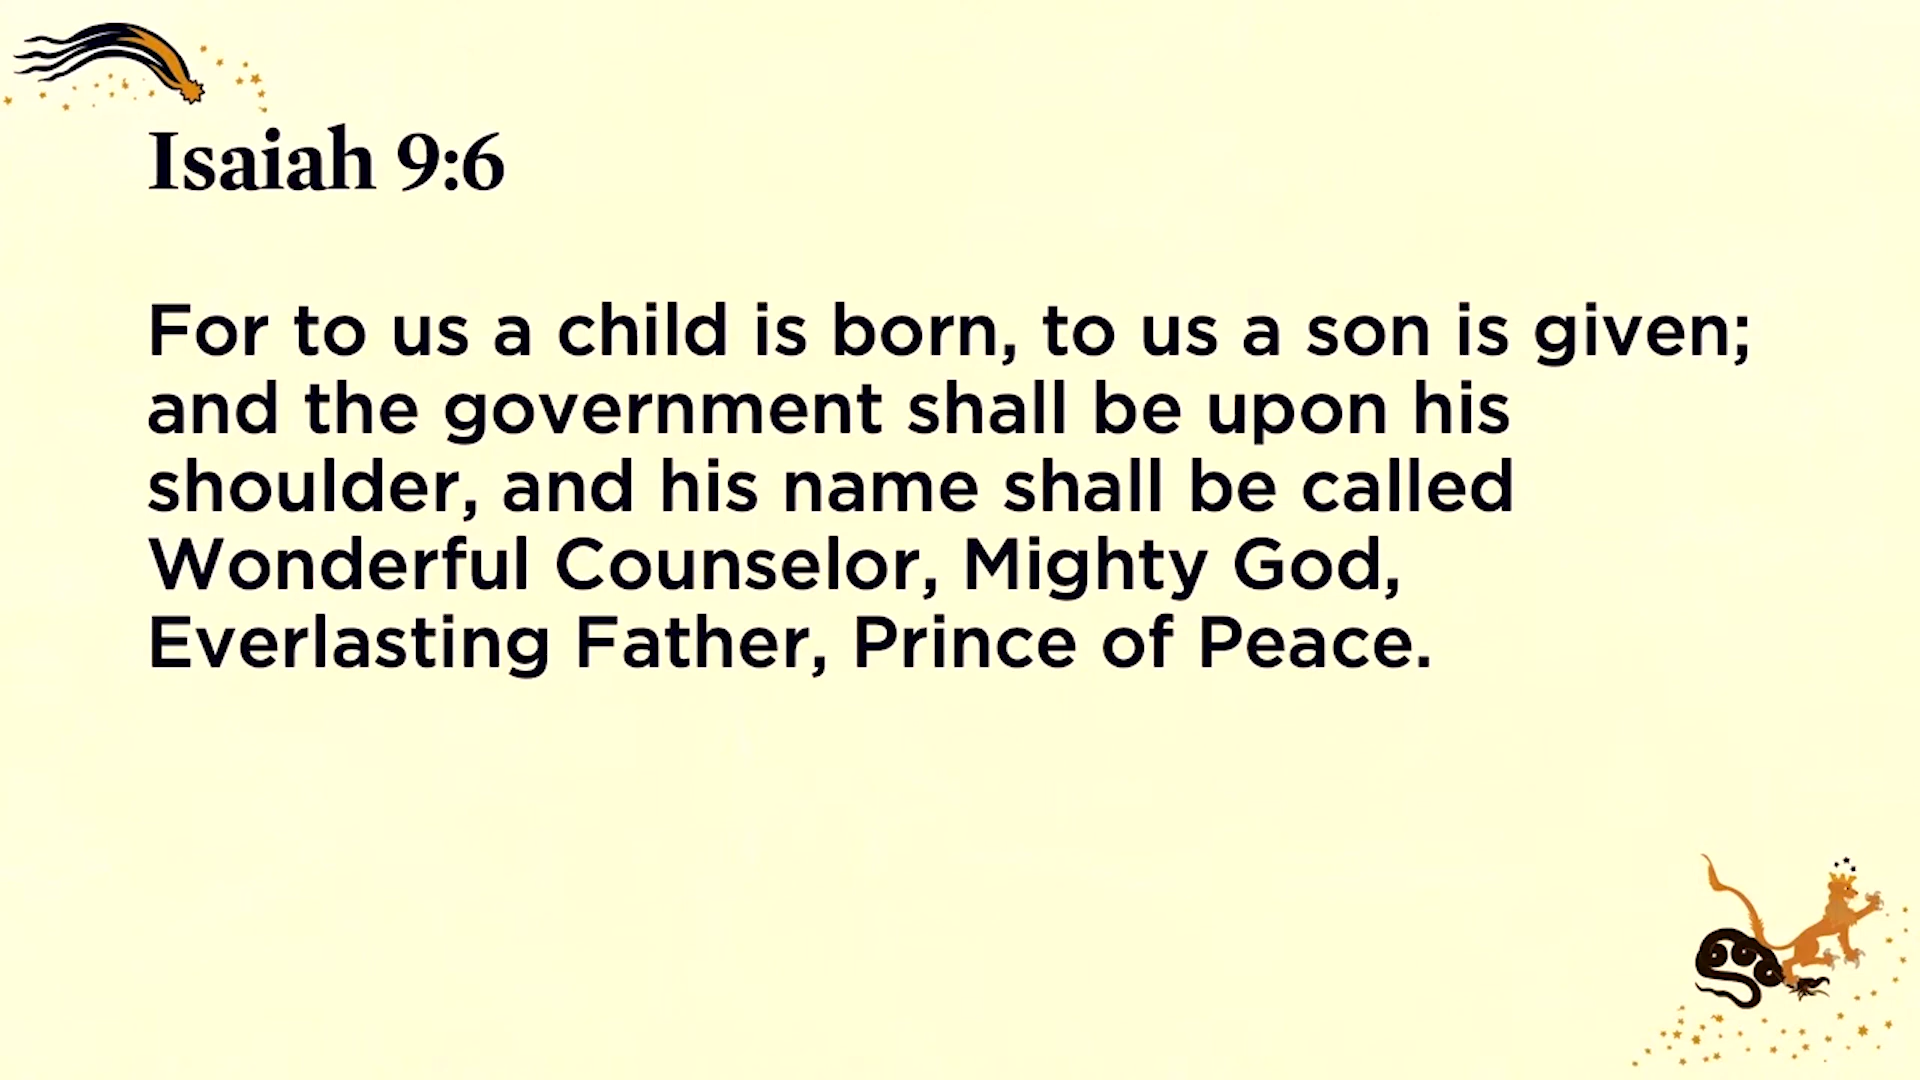 Isaiah 9:6
For to us a child is born, to us a son is given;
and the government shall be upon his
shoulder, and his name shall be called
Wonderful Counselor, Mighty God,
Everlasting Father, Prince of Peace.